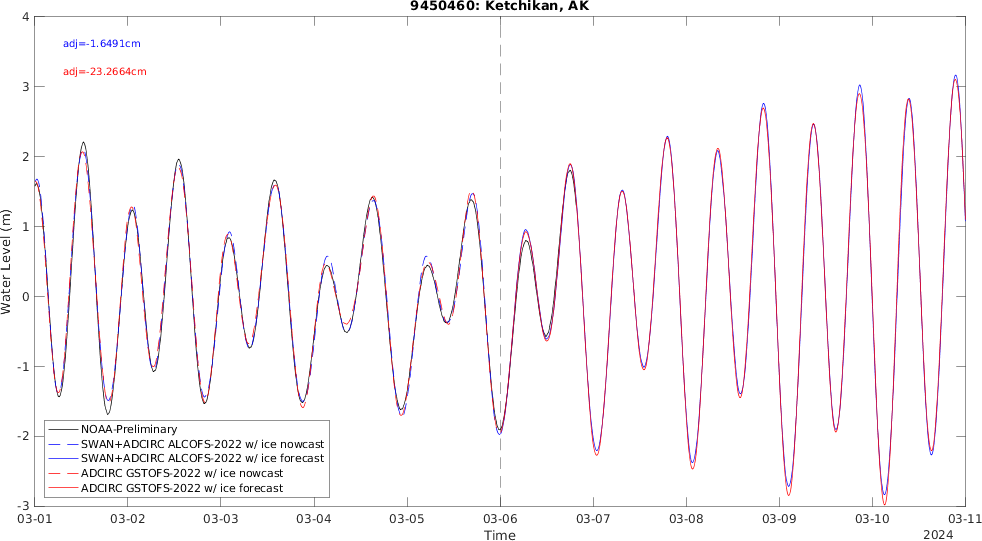 9450460: Ketchikan, AK
4
3
2
1
0
-1
-2
-3
Water Level (m)
adj=-1.6491cm
adj=-23.2664cm
NOAA-Preliminary
SWAN+ADCIRC ALCOFS-2022 w/ ice nowcast
SWAN+ADCIRC ALCOFS-2022 w/ ice forecast
ADCIRC GSTOFS-2022 w/ ice nowcast
ADCIRC GSTOFS-2022 w/ ice forecast
03-01 03-02 03-03 03-04 03-05 03-06 03-07 03-08 03-09 03-10 03-11
Time
2024